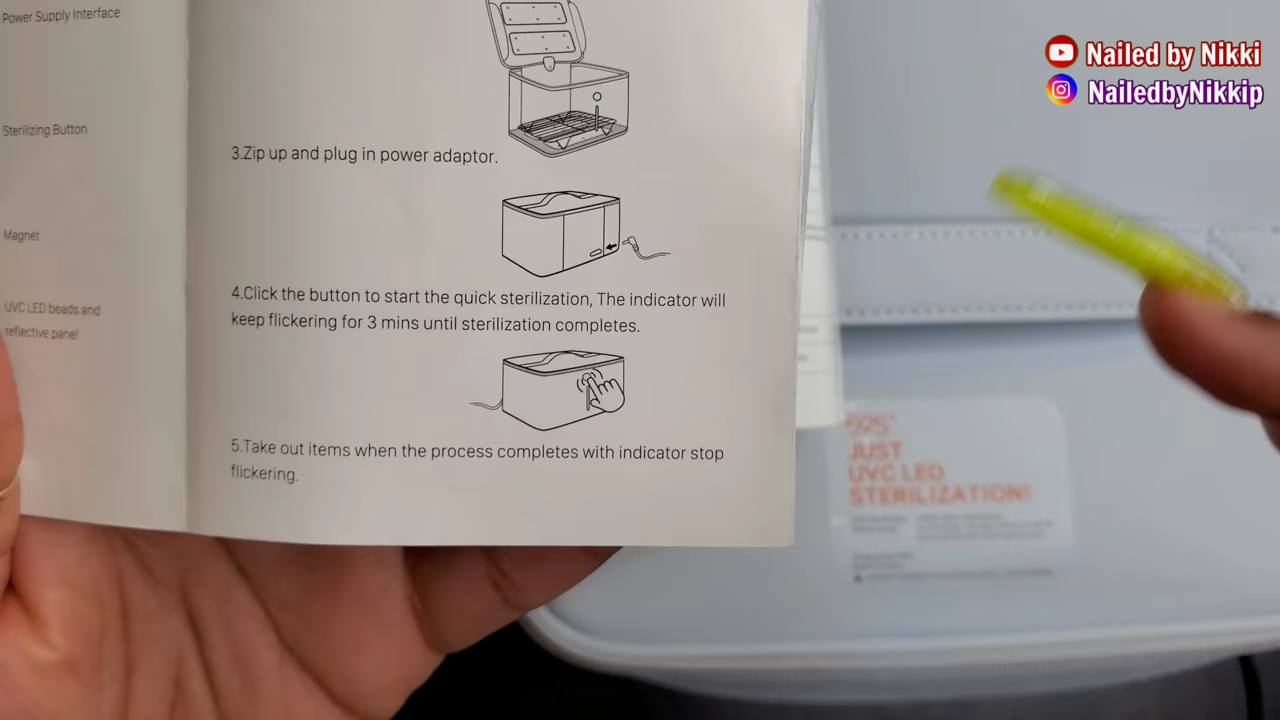 Power Supply Interface
Sterilizing Button
Magnet
UVC LED beads and
reflective panel
3.Zip up and plug in power adaptor.
4.Click the button to start the quick sterilization, The indicator will
keep flickering for 3 mins until sterilization completes.
5.Take out items when the process completes with indicator stop
flickering.
Nailed by Nikki
NailedbyNikkip
JUST
UVC LED
STERILIZATION!